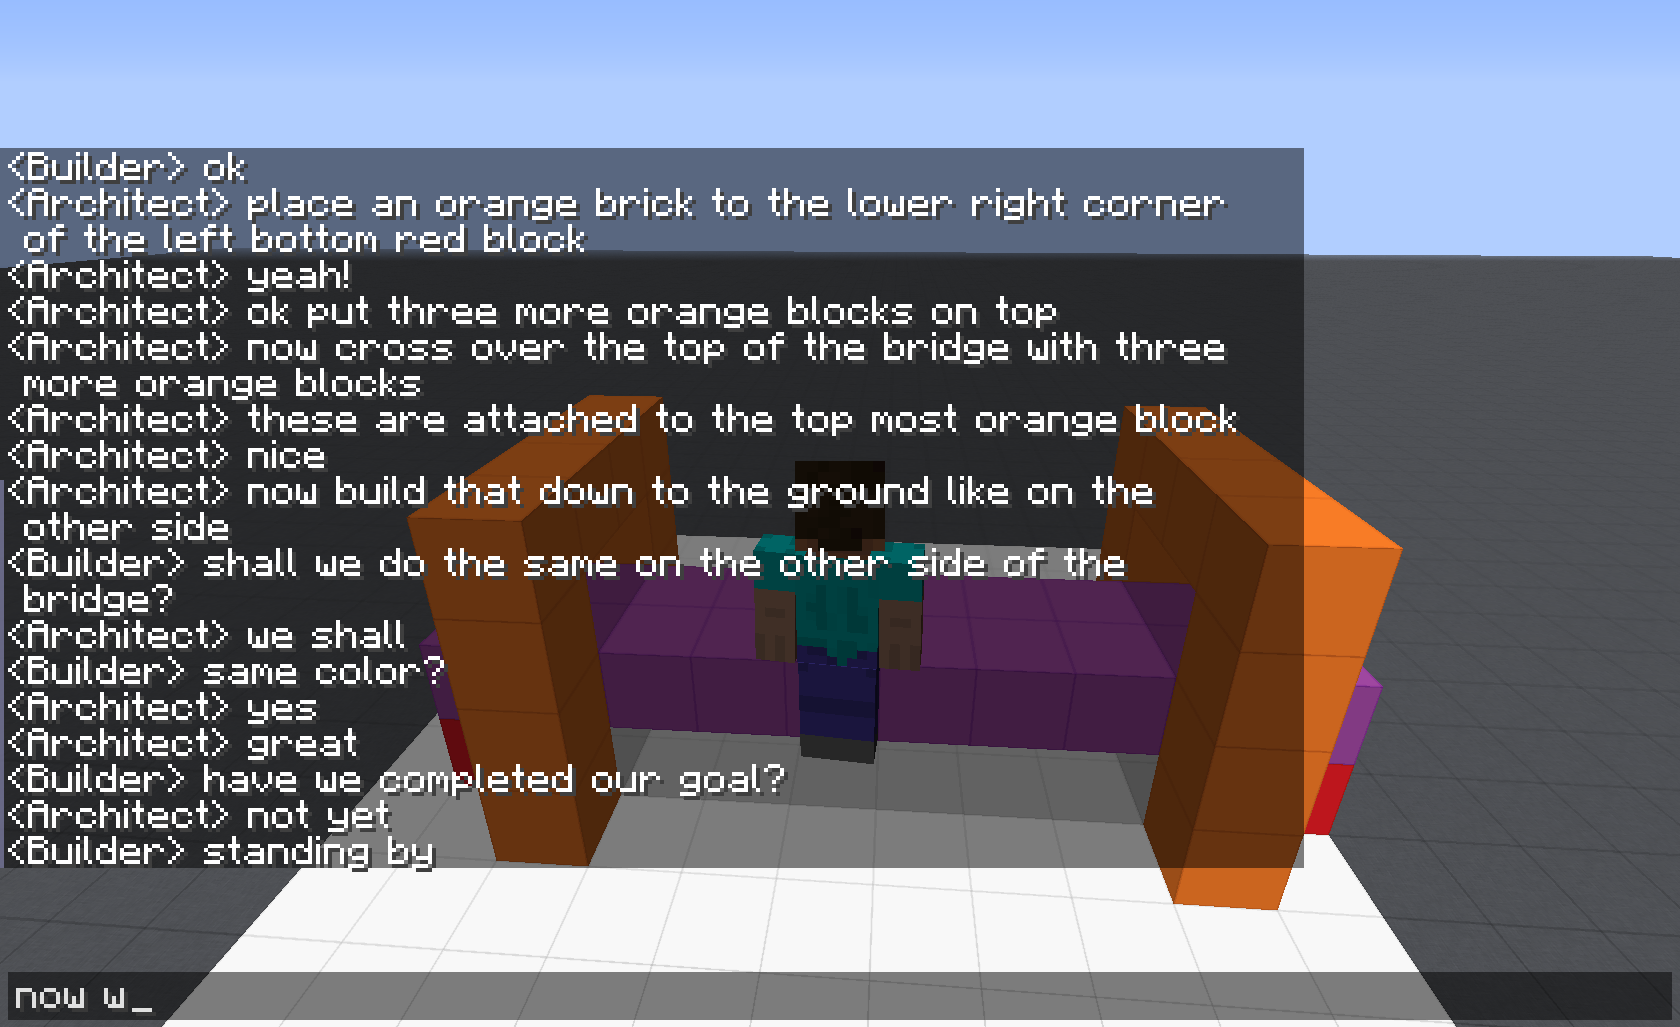 <Builder> ok
<Architect> place an orange brick to the lower right corner
of the left bottom red block
<Architect> yeah!
<Architect> ok put three more orange blocks on top
<Architect> now cross over the top of the bridge with three
more orange blocks
<Architect> these are attached to the top most orange block
<Architect> nice
<Architect> now build that down to the ground like on the
other side
<Builder> shall we do the same on the other side of the
bridge?
<Architect> we shall
<Builder> same color?
<Architect> yes
<Architect> great
<Builder> have we completed our goal?
<Architect> not yet
<Builder> standing by
now w_